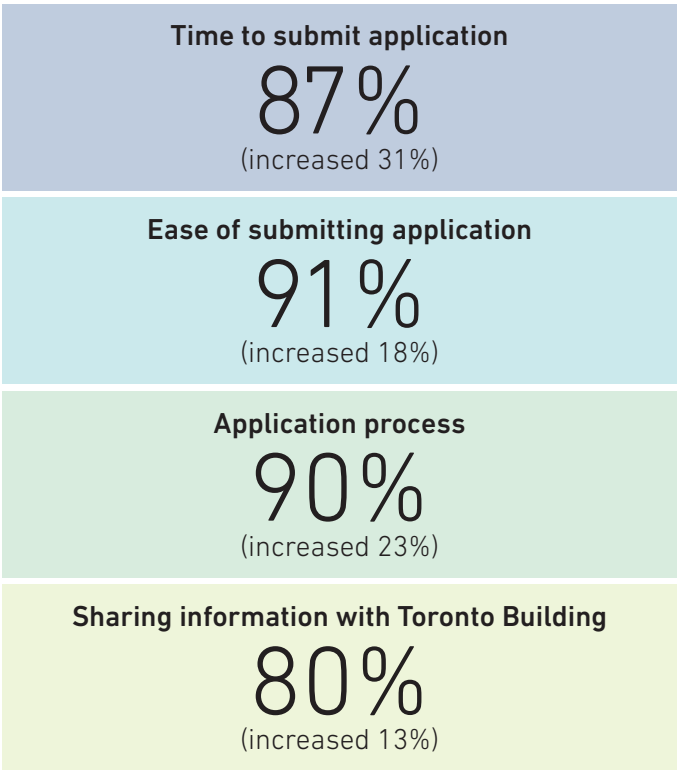 Time to submit application
87%
(increased 31%)
Ease of submitting application
91%
(increased 18%)
Application process
90%
(increased 23%)
Sharing information with Toronto Building
80%
(increased 13%)